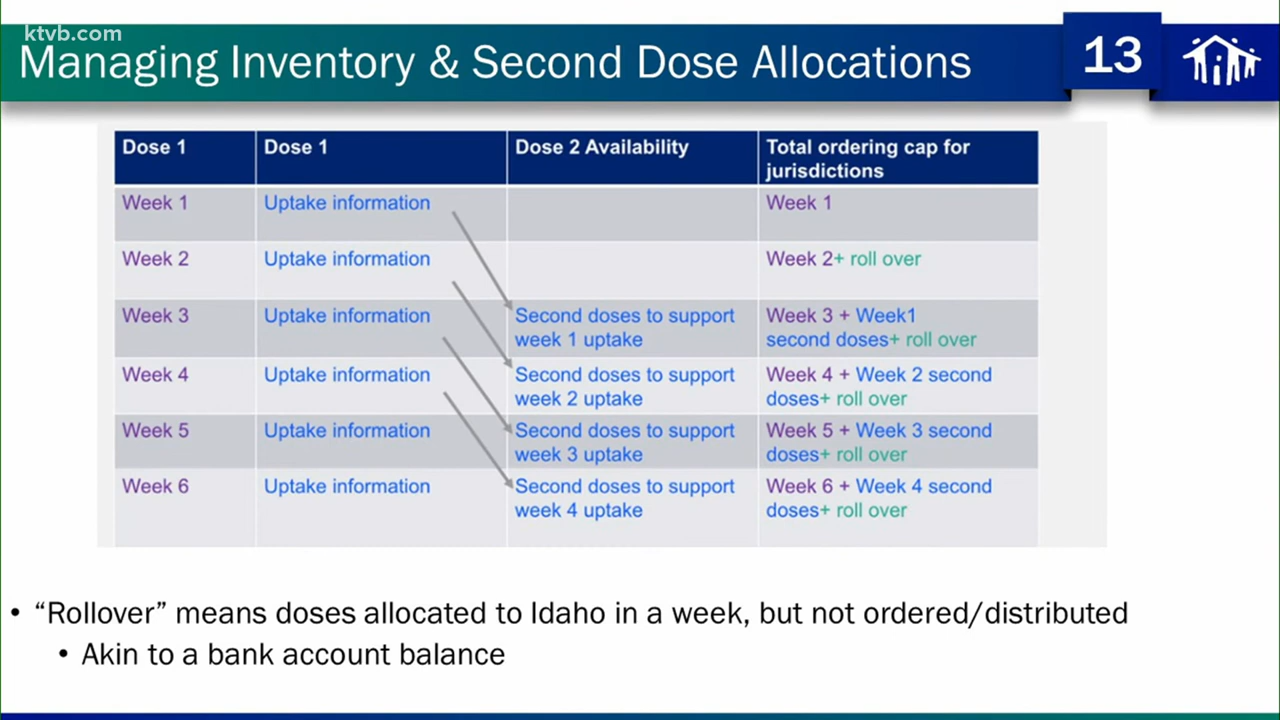 ktvb.com
Managing Inventory & Second Dose Allocations
13
Dose 1
Dose 1
Dose 2 Availability
Total ordering cap for
jurisdictions
Week 1
Uptake information
Week 1
Week 2
Uptake information
Week 2+ roll over
Week 3
Uptake information
Second doses to support
week 1 uptake
Week 3 + Week1
second doses+ roll over
Week 4
Uptake information
Second doses to support
week 2 uptake
Week 4 + Week 2 second
doses+ roll over
Week 5
Uptake information
Second doses to support
week 3 uptake
Week 5 + Week 3 second
doses+ roll over
Week 6
Uptake information
Second doses to support
week 4 uptake
Week 6 + Week 4 second
doses+ roll over
• “Rollover” means doses allocated to Idaho in a week, but not ordered/distributed
• Akin to a bank account balance